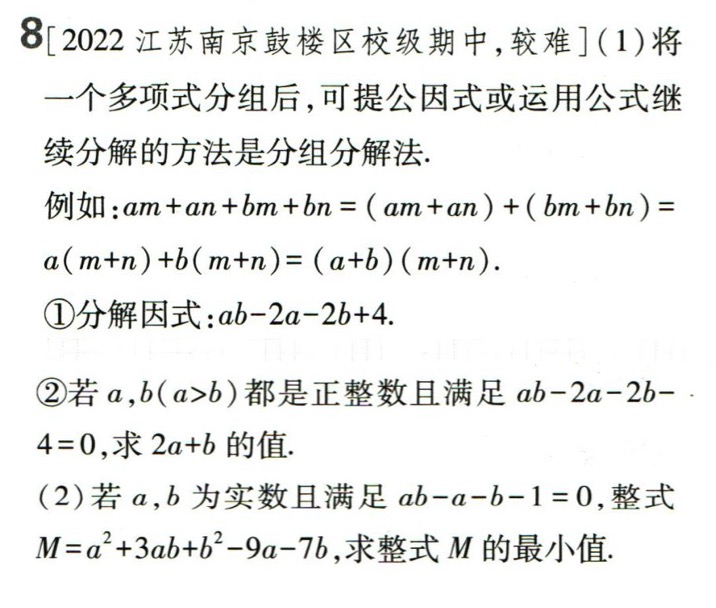 8[2022 江苏南京鼓楼区校级期中,较难](1)将
一个多项式分组后,可提公因式或运用公式继
续分解的方法是分组分解法.
例如:am+an+bm+bn=(am+an)+(bm+bn)=
a(m+n)+b(m+n)=(a+b)(m+n).
①分解因式:ab-2a-2b+4.
②若 a,b(a>b)都是正整数且满足 ab-2a-2b-
4=0,求 2a+b 的值.
(2)若 a,b 为实数且满足 ab-a-b-1=0,整式
M=a²+3ab+b²-9a-7b,求整式 M 的最小值.